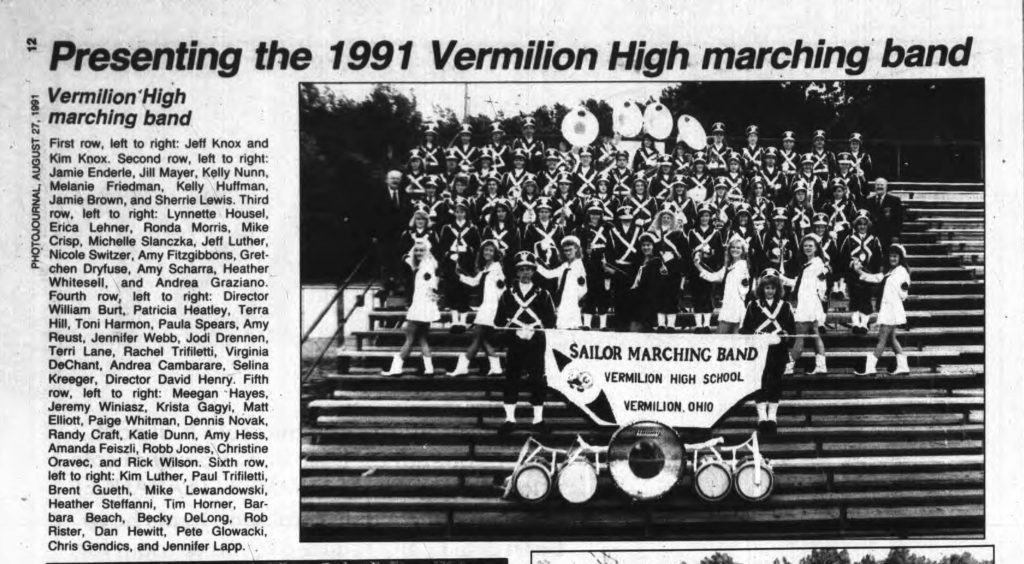 12
PHOTOJOURNAL, AUGUST 27, 1991
Presenting the 1991 Vermilion High marching band
Vermilion High
marching band
First row, left to right: Jeff Knox and
Kim Knox. Second row, left to right:
Jamie Enderle, Jill Mayer, Kelly Nunn,
Melanie Friedman, Kelly Huffman,
Jamie Brown, and Sherrie Lewis. Third
row, left to right: Lynnette Housel,
Erica Lehner, Ronda Morris, Mike
Crisp, Michelle Slanczka, Jeff Luther,
Nicole Switzer, Amy Fitzgibbons, Gret-
chen Dryfuse, Amy Scharra, Heather
Whitesell, and Andrea Graziano.
Fourth row, left to right: Director
William Burt, Patricia Heatley, Terra
Hill, Toni Harmon, Paula Spears, Amy
Reust, Jennifer Webb, Jodi Drennen,
Terri Lane, Rachel Trifiletti, Virginia
DeChant, Andrea Cambarare, Selina
Kreeger, Director David Henry. Fifth
row, left to right: Meegan Hayes,
Jeremy Winiasz, Krista Gagyi, Matt
Elliott, Paige Whitman, Dennis Novak,
Randy Craft, Katie Dunn, Amy Hess,
Amanda Feiszli, Robb Jones, Christine
Oravec, and Rick Wilson. Sixth row,
left to right: Kim Luther, Paul Trifiletti,
Brent Gueth, Mike Lewandowski,
Heather Steffanni, Tim Horner, Bar-
bara Beach, Becky DeLong, Rob
Rister, Dan Hewitt, Pete Glowacki,
Chris Gendics, and Jennifer Lapp.
SAILOR MARCHING BAND
VERMILION HIGH SCHOOL
VERMILION, OHIO